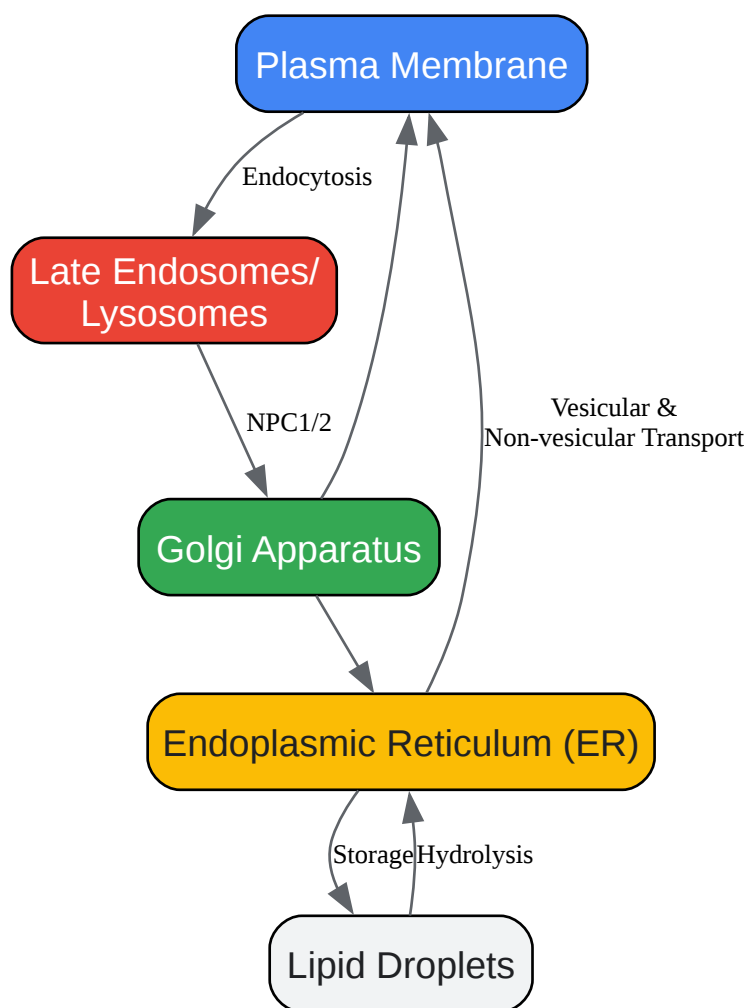 Plasma Membrane
Endocytosis
Late Endosomes/
Lysosomes
NPC1/2
Vesicular &
Non-vesicular Transport
Golgi Apparatus
Endoplasmic Reticulum (ER)
Storage
Hydrolysis
Lipid Droplets